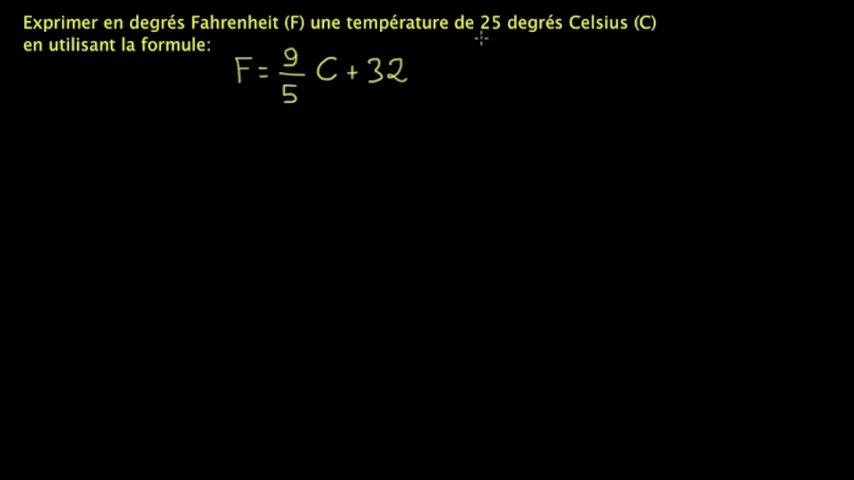 Exprimer en degrés Fahrenheit (F) une température de 25 degrés Celsius (C)
en utilisant la formule:
F = 9/5 C + 32